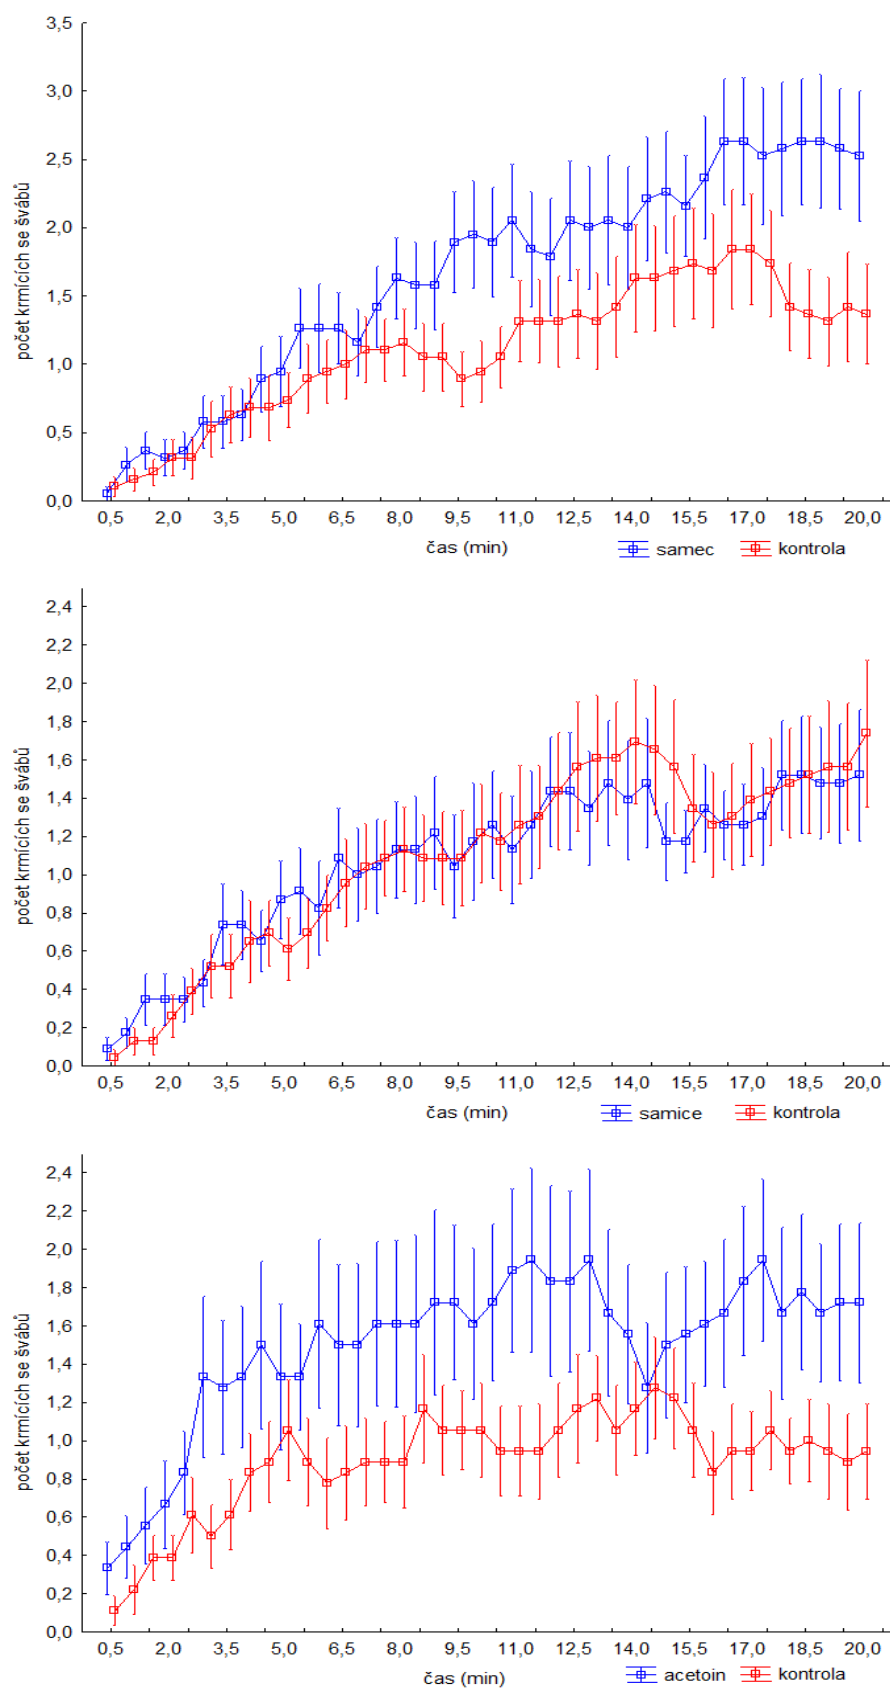 počet krmících se švábů
3,5
3,0
2,5
2,0
1,5
1,0
0,5
0,0
0,5 2,0 3,5 5,0 6,5 8,0 9,5 11,0 12,5 14,0 15,5 17,0 18,5 20,0
čas (min)
samec kontrola
počet krmících se švábů
2,4
2,2
2,0
1,8
1,6
1,4
1,2
1,0
0,8
0,6
0,4
0,2
0,0
0,5 2,0 3,5 5,0 6,5 8,0 9,5 11,0 12,5 14,0 15,5 17,0 18,5 20,0
čas (min)
samice kontrola
počet krmících se švábů
2,4
2,2
2,0
1,8
1,6
1,4
1,2
1,0
0,8
0,6
0,4
0,2
0,0
0,5 2,0 3,5 5,0 6,5 8,0 9,5 11,0 12,5 14,0 15,5 17,0 18,5 20,0
čas (min)
acetoin kontrola